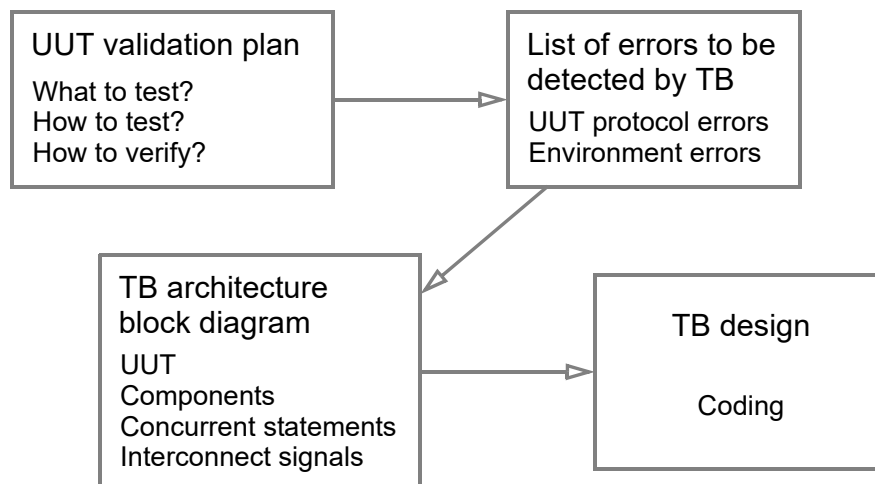 UUT validation plan
What to test?
How to test?
How to verify?
List of errors to be
detected by TB
UUT protocol errors
Environment errors
TB architecture
block diagram
UUT
Components
Concurrent statements
Interconnect signals
TB design
Coding